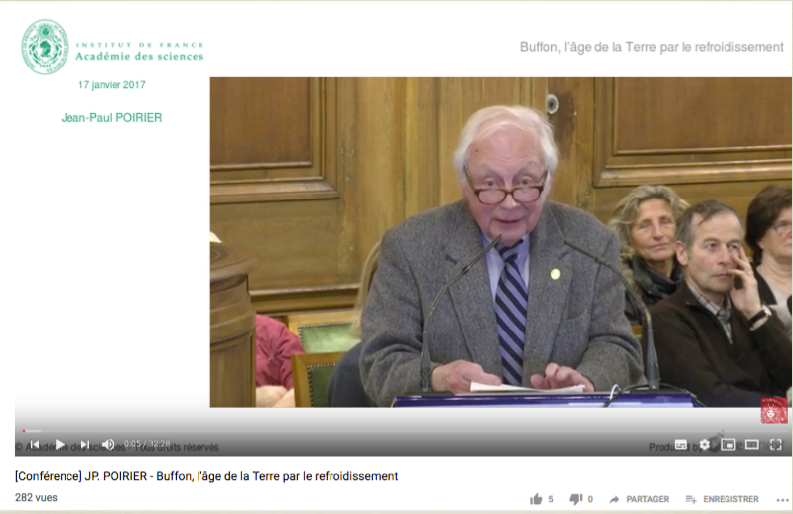 INSTITUT DE FRANCE
Académie des sciences
Buffon, l'âge de la Terre par le refroidissement
17 janvier 2017
Jean-Paul POIRIER
0:05 / 32:28
© Académie des sciences - Tous droits réservés
Produced by
[Conférence] JP. POIRIER - Buffon, l'âge de la Terre par le refroidissement
282 vues
5
0
PARTAGER
ENREGISTRER